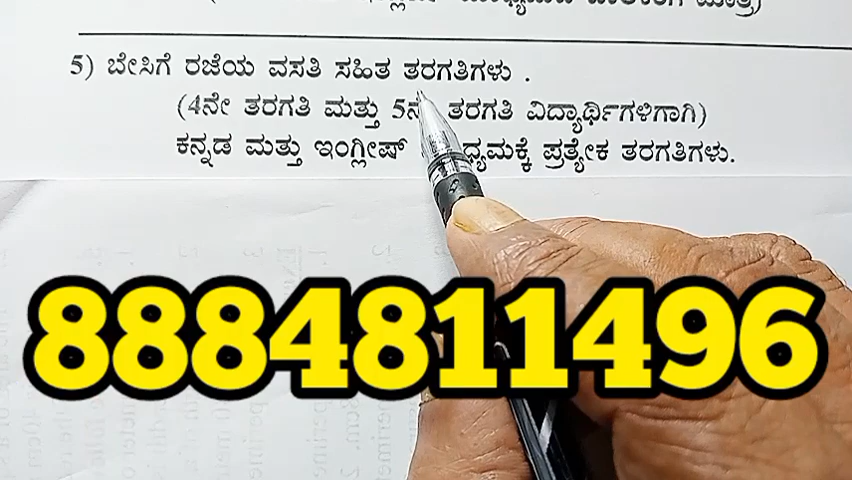 5) ಬೇಸಿಗೆ ರಜೆಯ ವಸತಿ ಸಹಿತ ತರಗತಿಗಳು .
(4ನೇ ತರಗತಿ ಮತ್ತು 5ನೇ ತರಗತಿ ವಿದ್ಯಾರ್ಥಿಗಳಿಗಾಗಿ)
ಕನ್ನಡ ಮತ್ತು ಇಂಗ್ಲೀಷ್ ಪ್ರತ್ಯೇಕ ತರಗತಿಗಳು.
8884811496